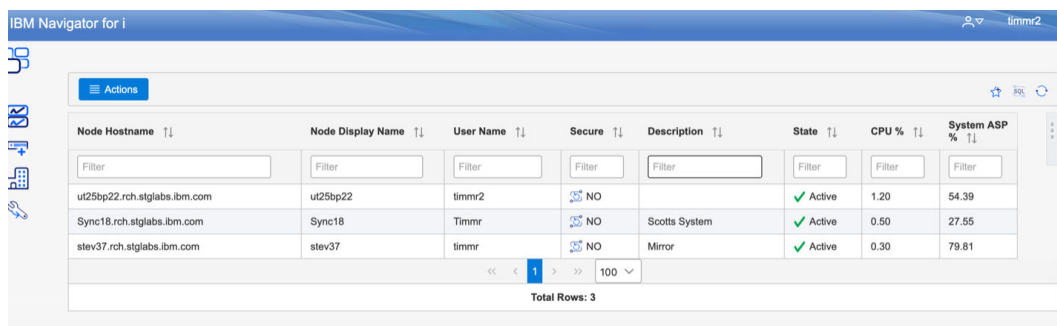 IBM Navigator for i timmr2
Actions SQL
Node Hostname Node Display Name User Name Secure Description State CPU % System ASP %
Filter Filter Filter Filter Filter Filter Filter Filter
ut25bp22.rch.stglabs.ibm.com ut25bp22 timmr2 NO Active 1.20 54.39
Sync18.rch.stglabs.ibm.com Sync18 Timmr NO Scotts System Active 0.50 27.55
stev37.rch.stglabs.ibm.com stev37 timmr NO Mirror Active 0.30 79.81
<< < 1 > >> 100
Total Rows: 3